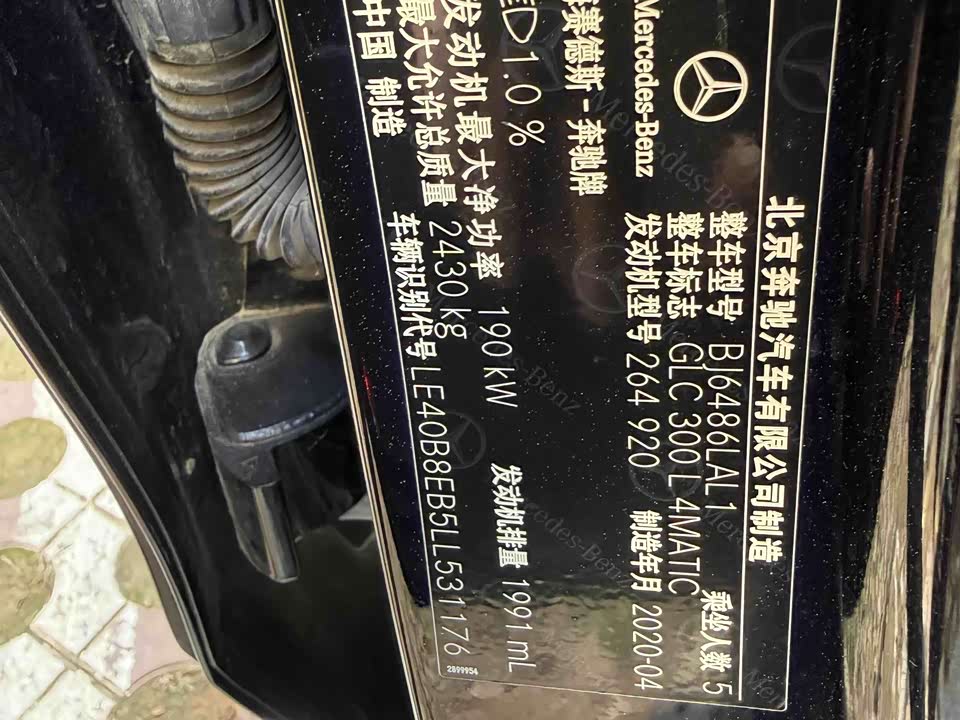 北京奔驰汽车有限公司制造
Mercedes-Benz
赛德斯-奔驰牌
整车型号 BJ6486LAL1 乘坐人数 5
整车标志 GLC 300 L 4MATIC
发动机型号 264 920 制造年月 2020-04
1.0 %
发动机最大净功率 190 kW 发动机排量 1991 mL
最大允许总质量 2430 kg
中国 制造 车辆识别代号 LE40B8EB5LL531176
2899954